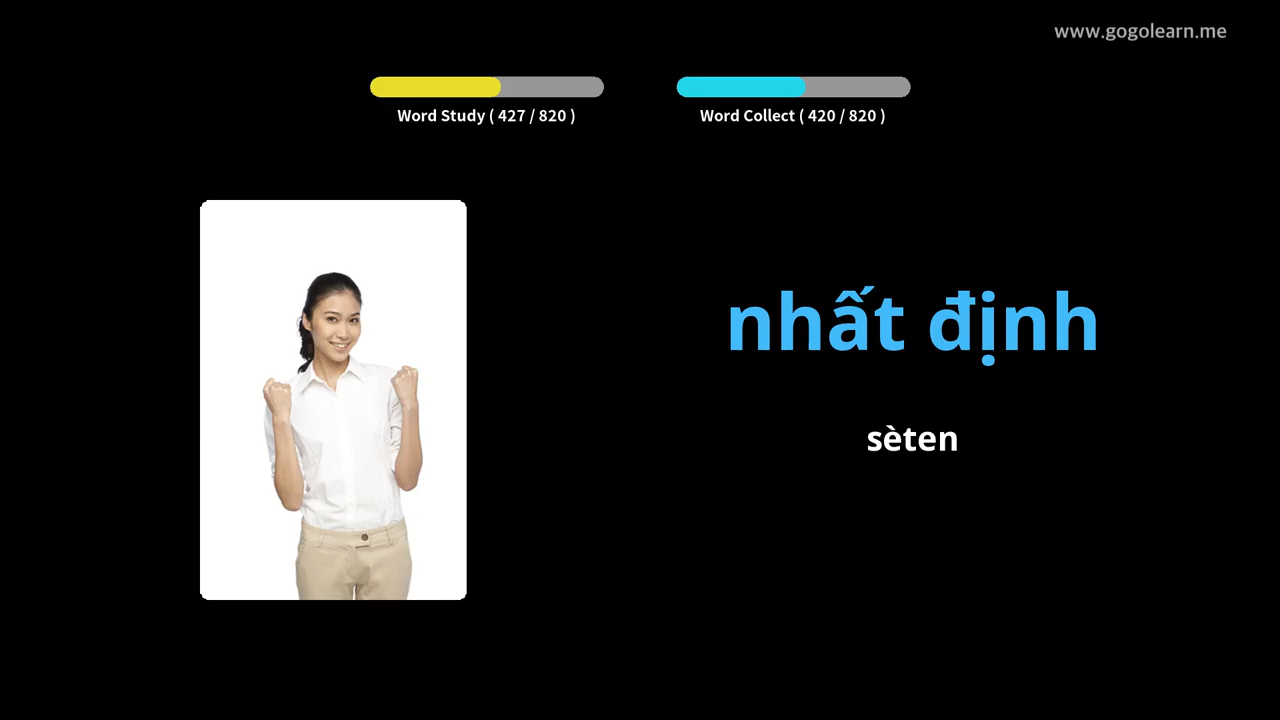 www.gogolearn.me
Word Study ( 427 / 820 )
Word Collect ( 420 / 820 )
nhất định
sèten